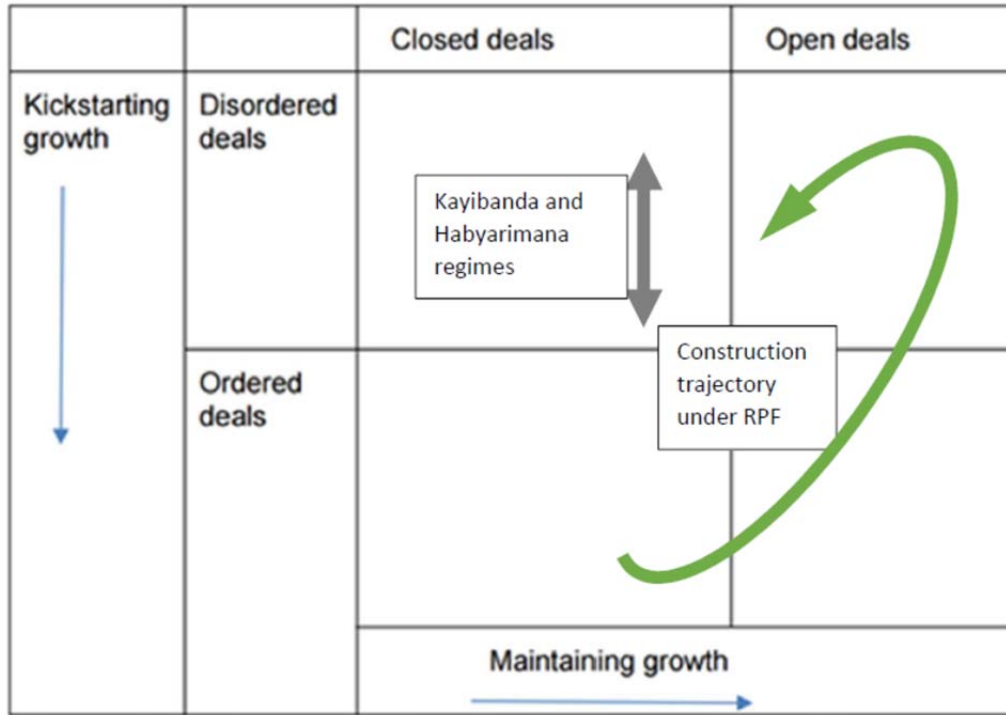 Closed deals
Open deals
Kickstarting
growth
Disordered
deals
Kayibanda and
Habyarimana
regimes
Construction
trajectory
under RPF
Ordered
deals
Maintaining growth